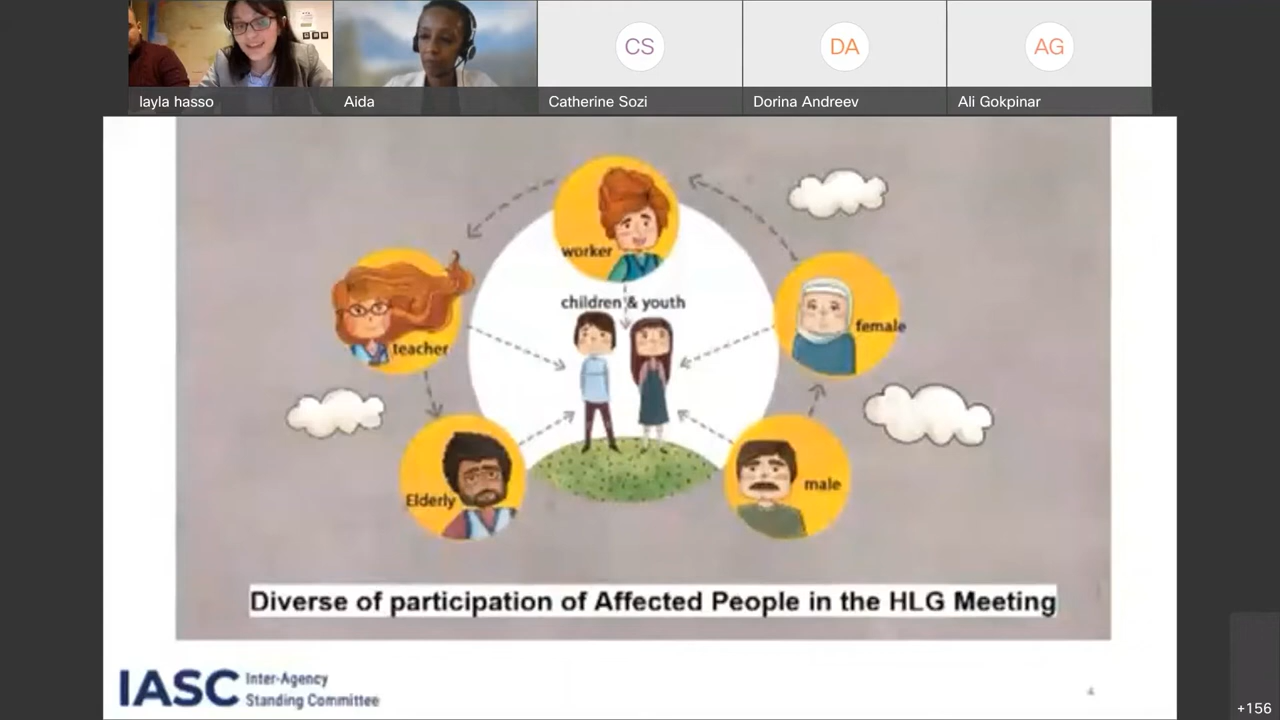 layla hasso
Aida
CS
Catherine Sozi
DA
Dorina Andreev
AG
Ali Gokpinar
worker
children & youth
teacher
female
Elderly
male
Diverse of participation of Affected People in the HLG Meeting
IASC
Inter-Agency
Standing Committee
4
+156